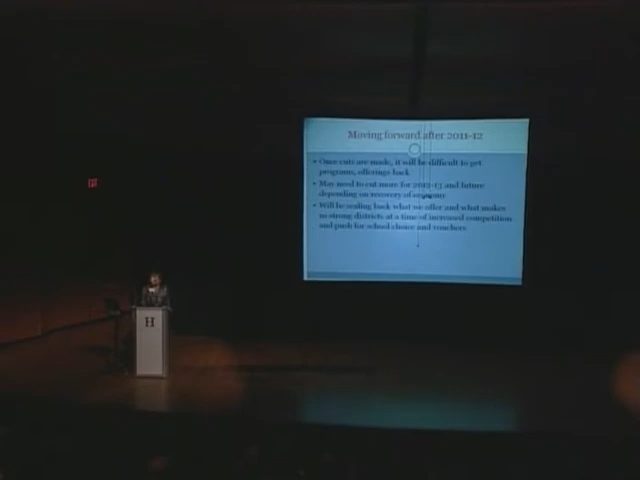 Moving forward after 2011-12
• Once cuts are made, it will be difficult to get
programs, offerings back
• May need to cut more for 2012-13 and future
depending on recovery of economy
• Will be scaling back what we offer and what makes
us strong districts at a time of increased competition
and push for school choice and vouchers
H